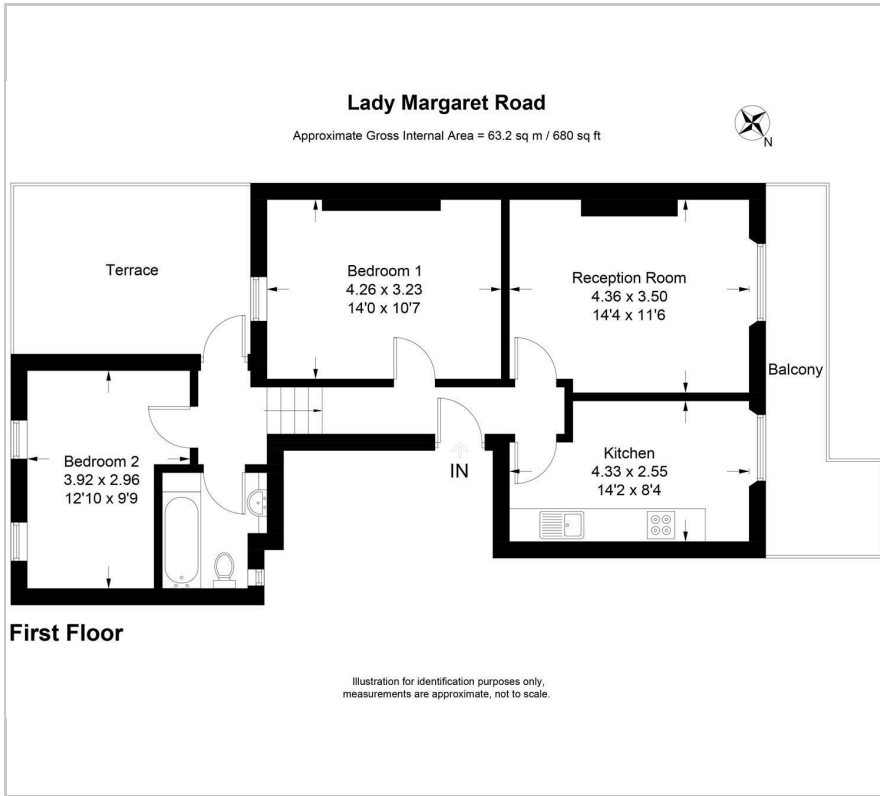 Lady Margaret Road
Approximate Gross Internal Area = 63.2 sq m / 680 sq ft
N
Terrace
Bedroom 1
4.26 x 3.23
14'0 x 10'7
Reception Room
4.36 x 3.50
14'4 x 11'6
Balcony
Bedroom 2
3.92 x 2.96
12'10 x 9'9
IN
Kitchen
4.33 x 2.55
14'2 x 8'4
First Floor
Illustration for identification purposes only,
measurements are approximate, not to scale.